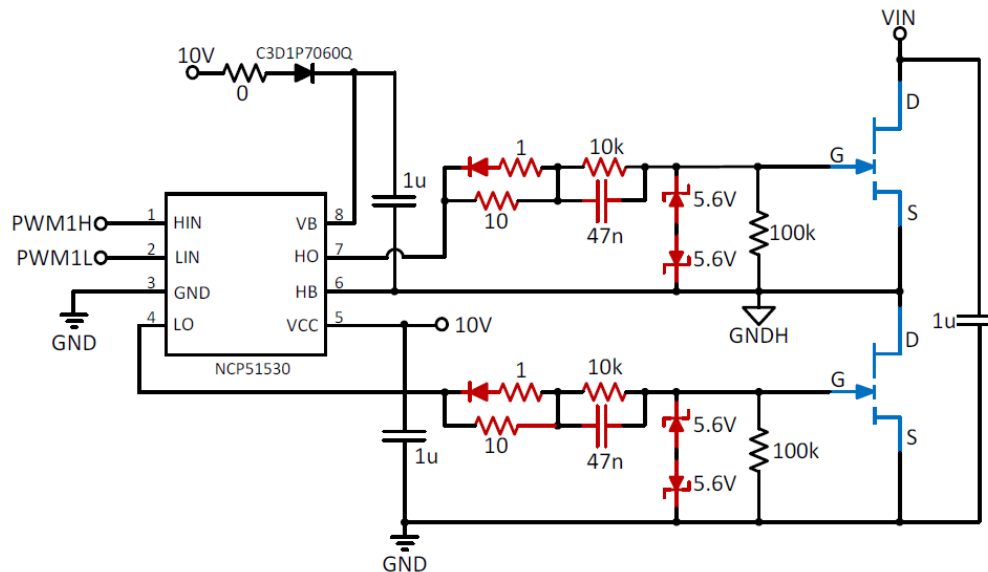 VIN
10V
C3D1P7060Q
0
D
1
10k
G
1u
5.6V
S
10
47n
5.6V
100k
PWM1H
1
HIN
VB
8
PWM1L
2
LIN
HO
7
3
GND
HB
6
GND
4
LO
VCC
5
10V
GNDH
1u
D
NCP51530
1
10k
G
5.6V
S
10
47n
1u
5.6V
100k
GND